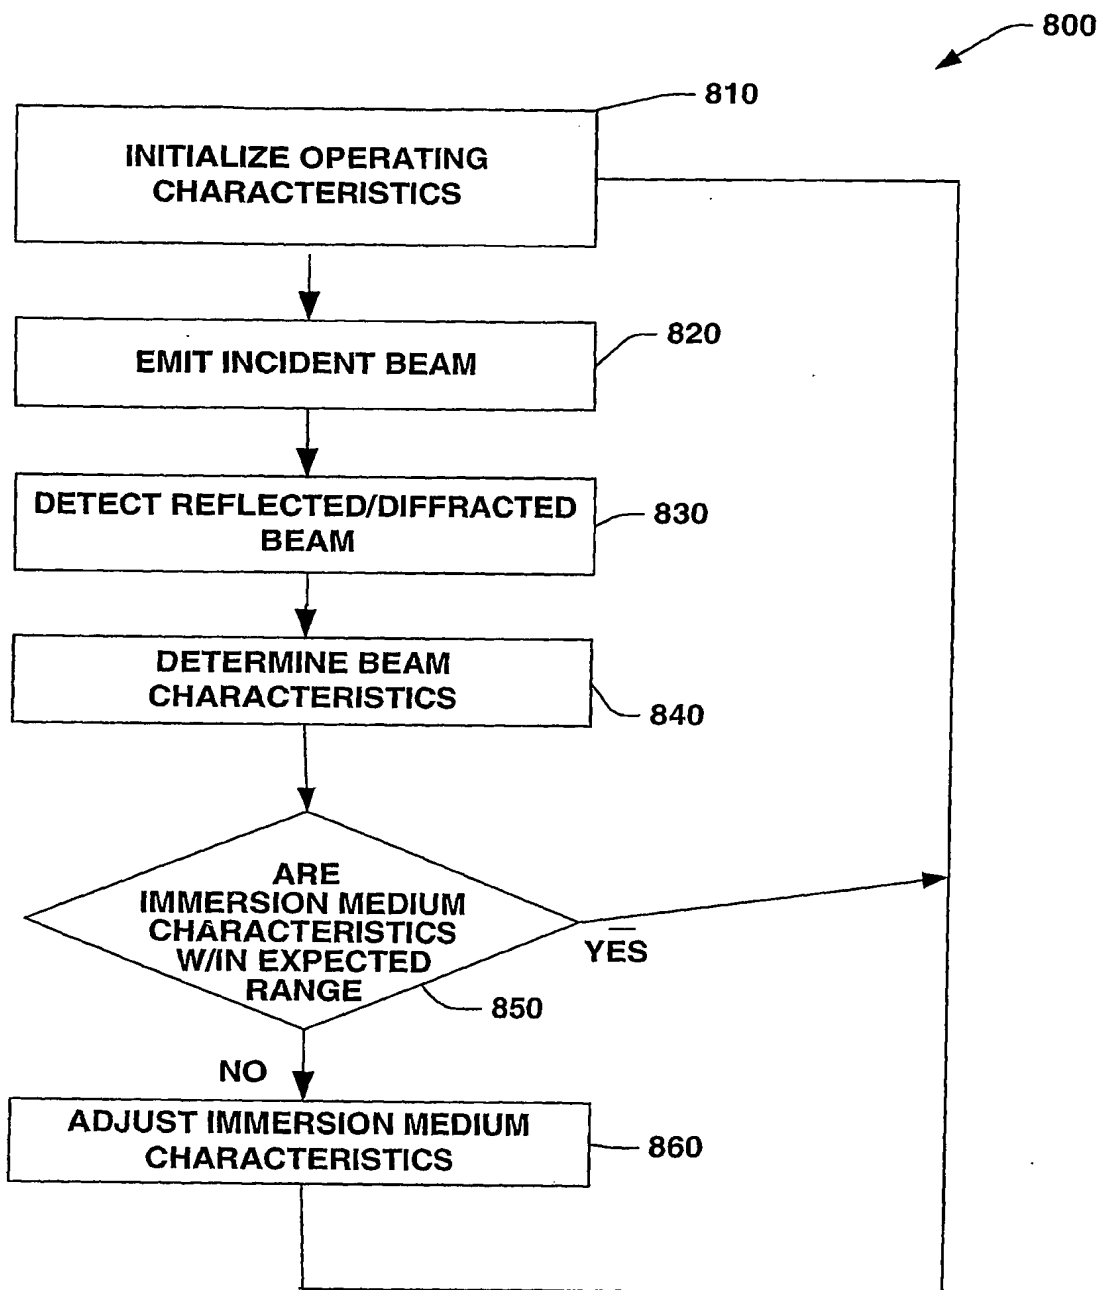 800
810
INITIALIZE OPERATING
CHARACTERISTICS
820
EMIT INCIDENT BEAM
DETECT REFLECTED/DIFFRACTED
BEAM
830
DETERMINE BEAM
CHARACTERISTICS
840
ARE
IMMERSION MEDIUM
CHARACTERISTICS
W/IN EXPECTED
RANGE
YES
850
NO
ADJUST IMMERSION MEDIUM
CHARACTERISTICS
860